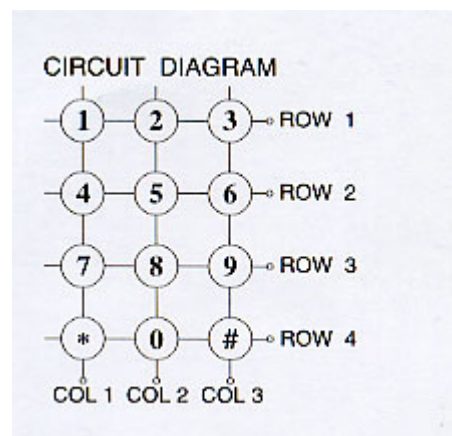 CIRCUIT DIAGRAM
1 2 3 ROW 1
4 5 6 ROW 2
7 8 9 ROW 3
* 0 # ROW 4
COL 1 COL 2 COL 3